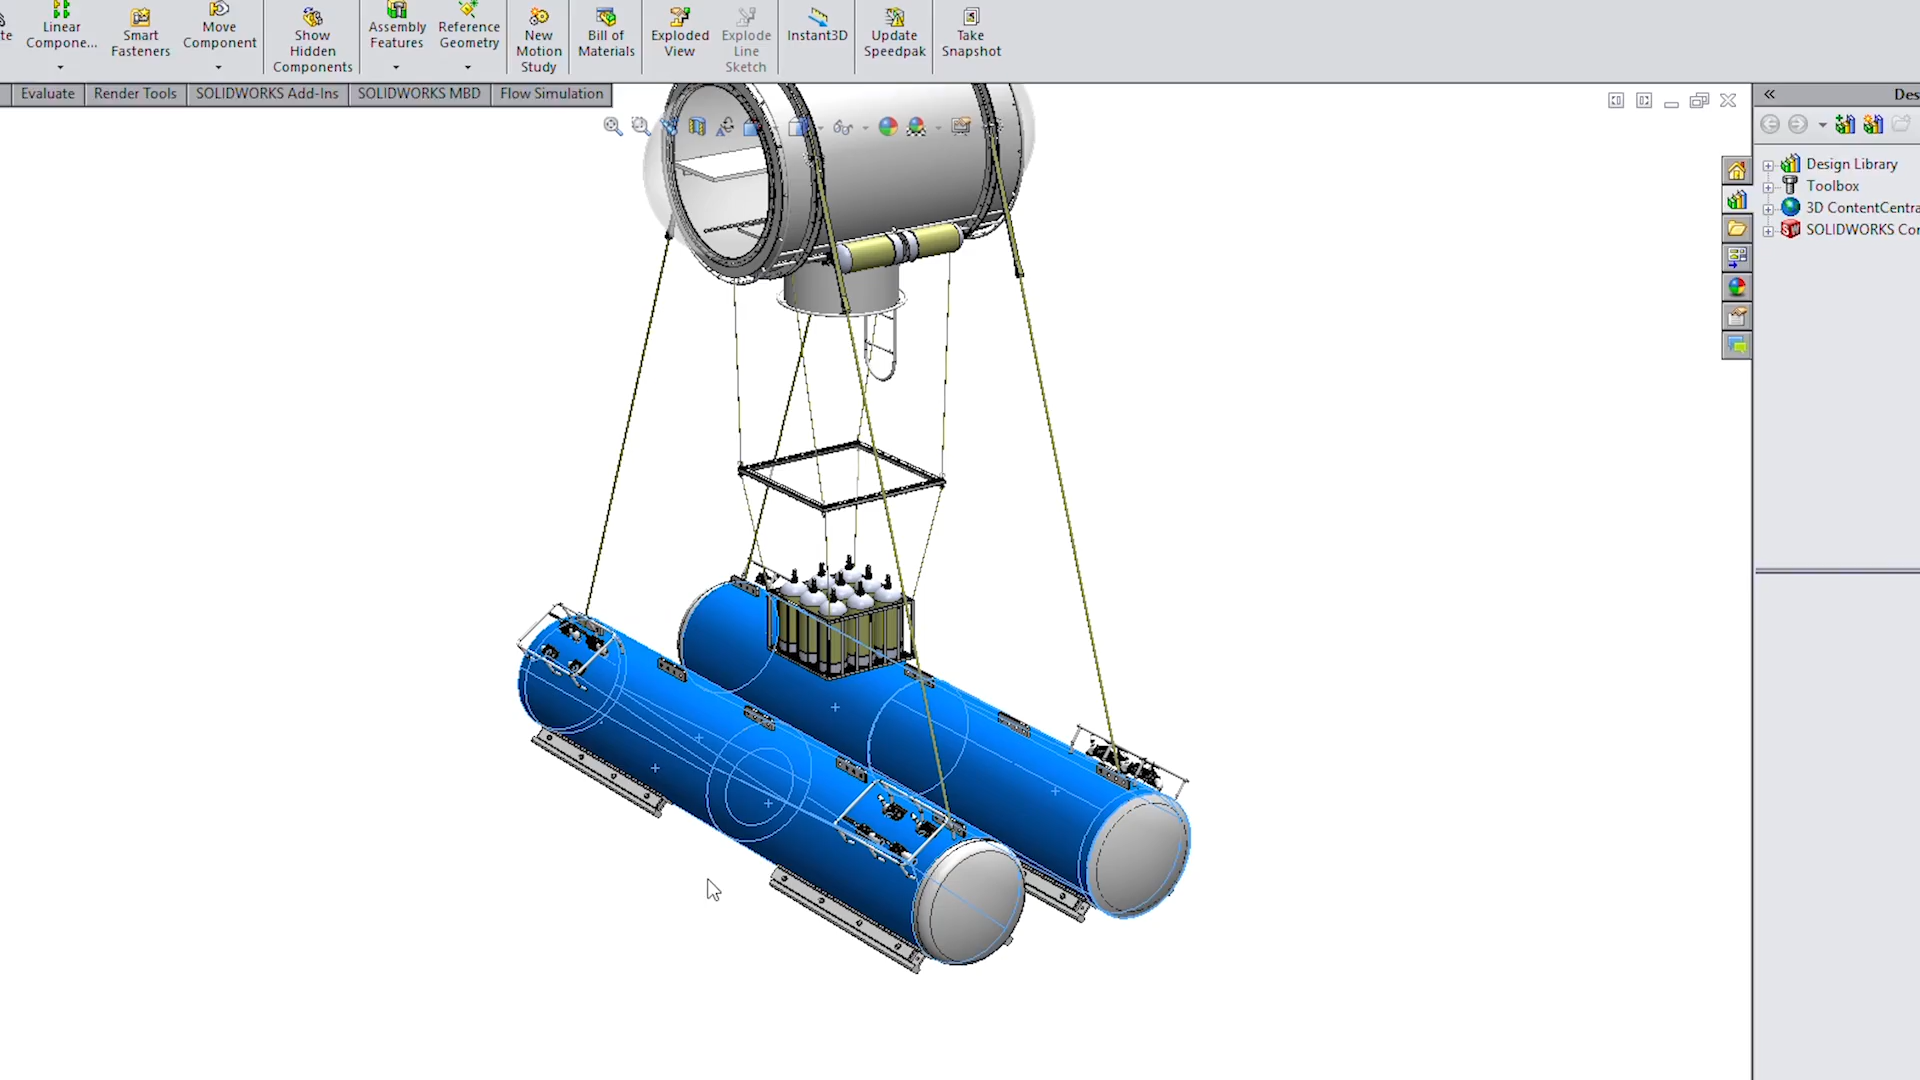 Linear
Compone...
Smart
Fasteners
Move
Component
Show
Hidden
Components
Assembly
Features
Reference
Geometry
New
Motion
Study
Bill of
Materials
Exploded
View
Explode
Line
Sketch
Instant3D
Update
Speedpak
Take
Snapshot
Evaluate
Render Tools
SOLIDWORKS Add-Ins
SOLIDWORKS MBD
Flow Simulation
Des
Design Library
Toolbox
3D ContentCentra
SOLIDWORKS Cor